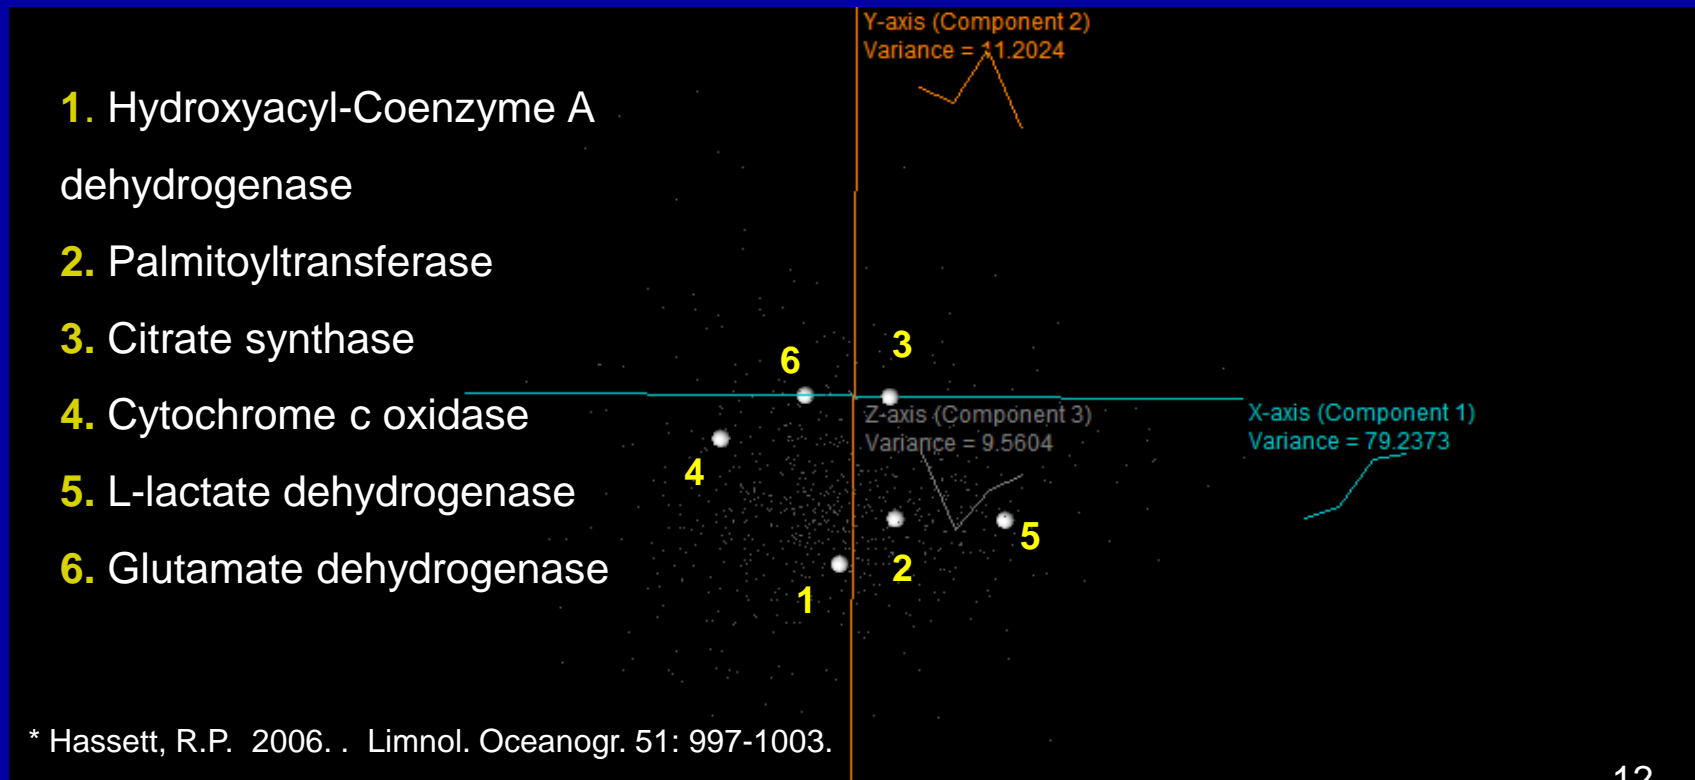 Y-axis (Component 2)
Variance = 11.2024
1. Hydroxyacyl-Coenzyme A
dehydrogenase
2. Palmitoyltransferase
3. Citrate synthase
4. Cytochrome c oxidase
5. L-lactate dehydrogenase
6. Glutamate dehydrogenase
6
3
4
Z-axis (Component 3)
Variance = 9.5604
X-axis (Component 1)
Variance = 79.2373
5
2
1
* Hassett, R.P. 2006. . Limnol. Oceanogr. 51: 997-1003.
12